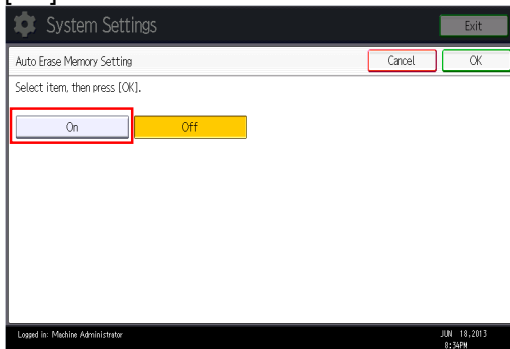 System Settings
Exit
Auto Erase Memory Setting
Cancel
OK
Select item, then press [OK].
On
Off
Logged in: Machine Administrator
JUN 18,2013
8:34PM